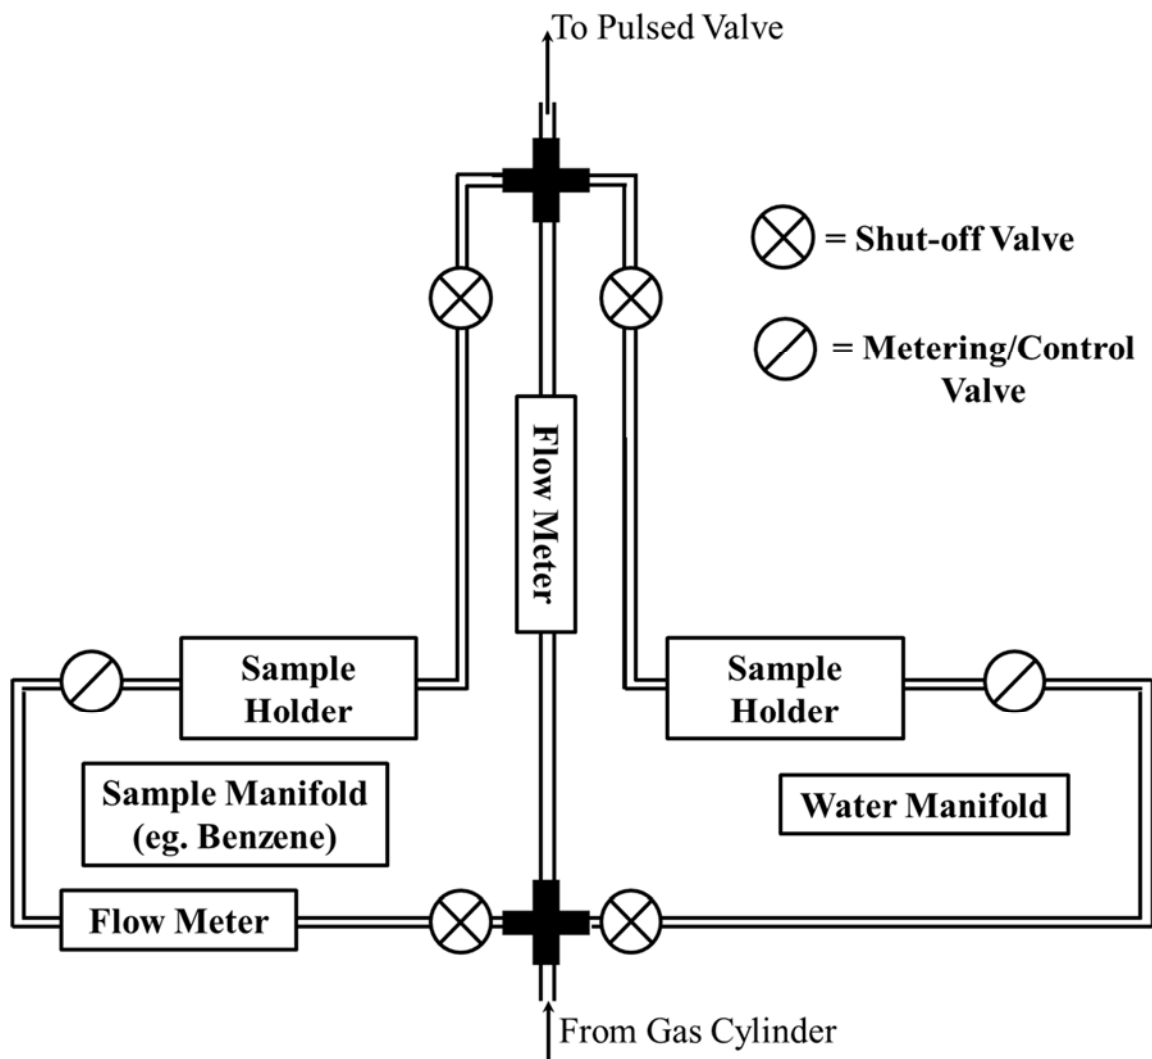 To Pulsed Valve
= Shut-off Valve
= Metering/Control
Valve
Flow Meter
Sample
Holder
Sample
Holder
Sample Manifold
(eg. Benzene)
Water Manifold
Flow Meter
From Gas Cylinder